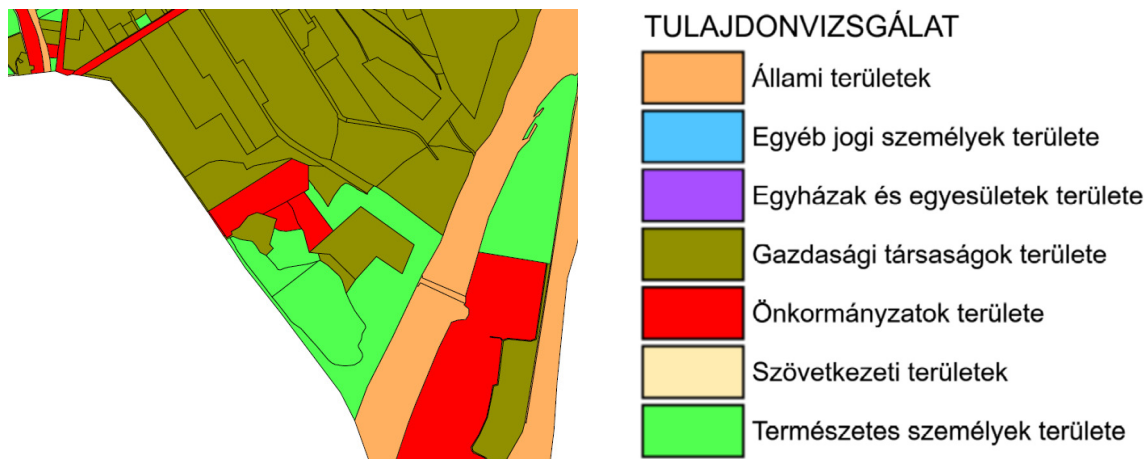 TULAJDONVIZSGÁLAT
Állami területek
Egyéb jogi személyek területe
Egyházak és egyesületek területe
Gazdasági társaságok területe
Önkormányzatok területe
Szövetkezeti területek
Természetes személyek területe